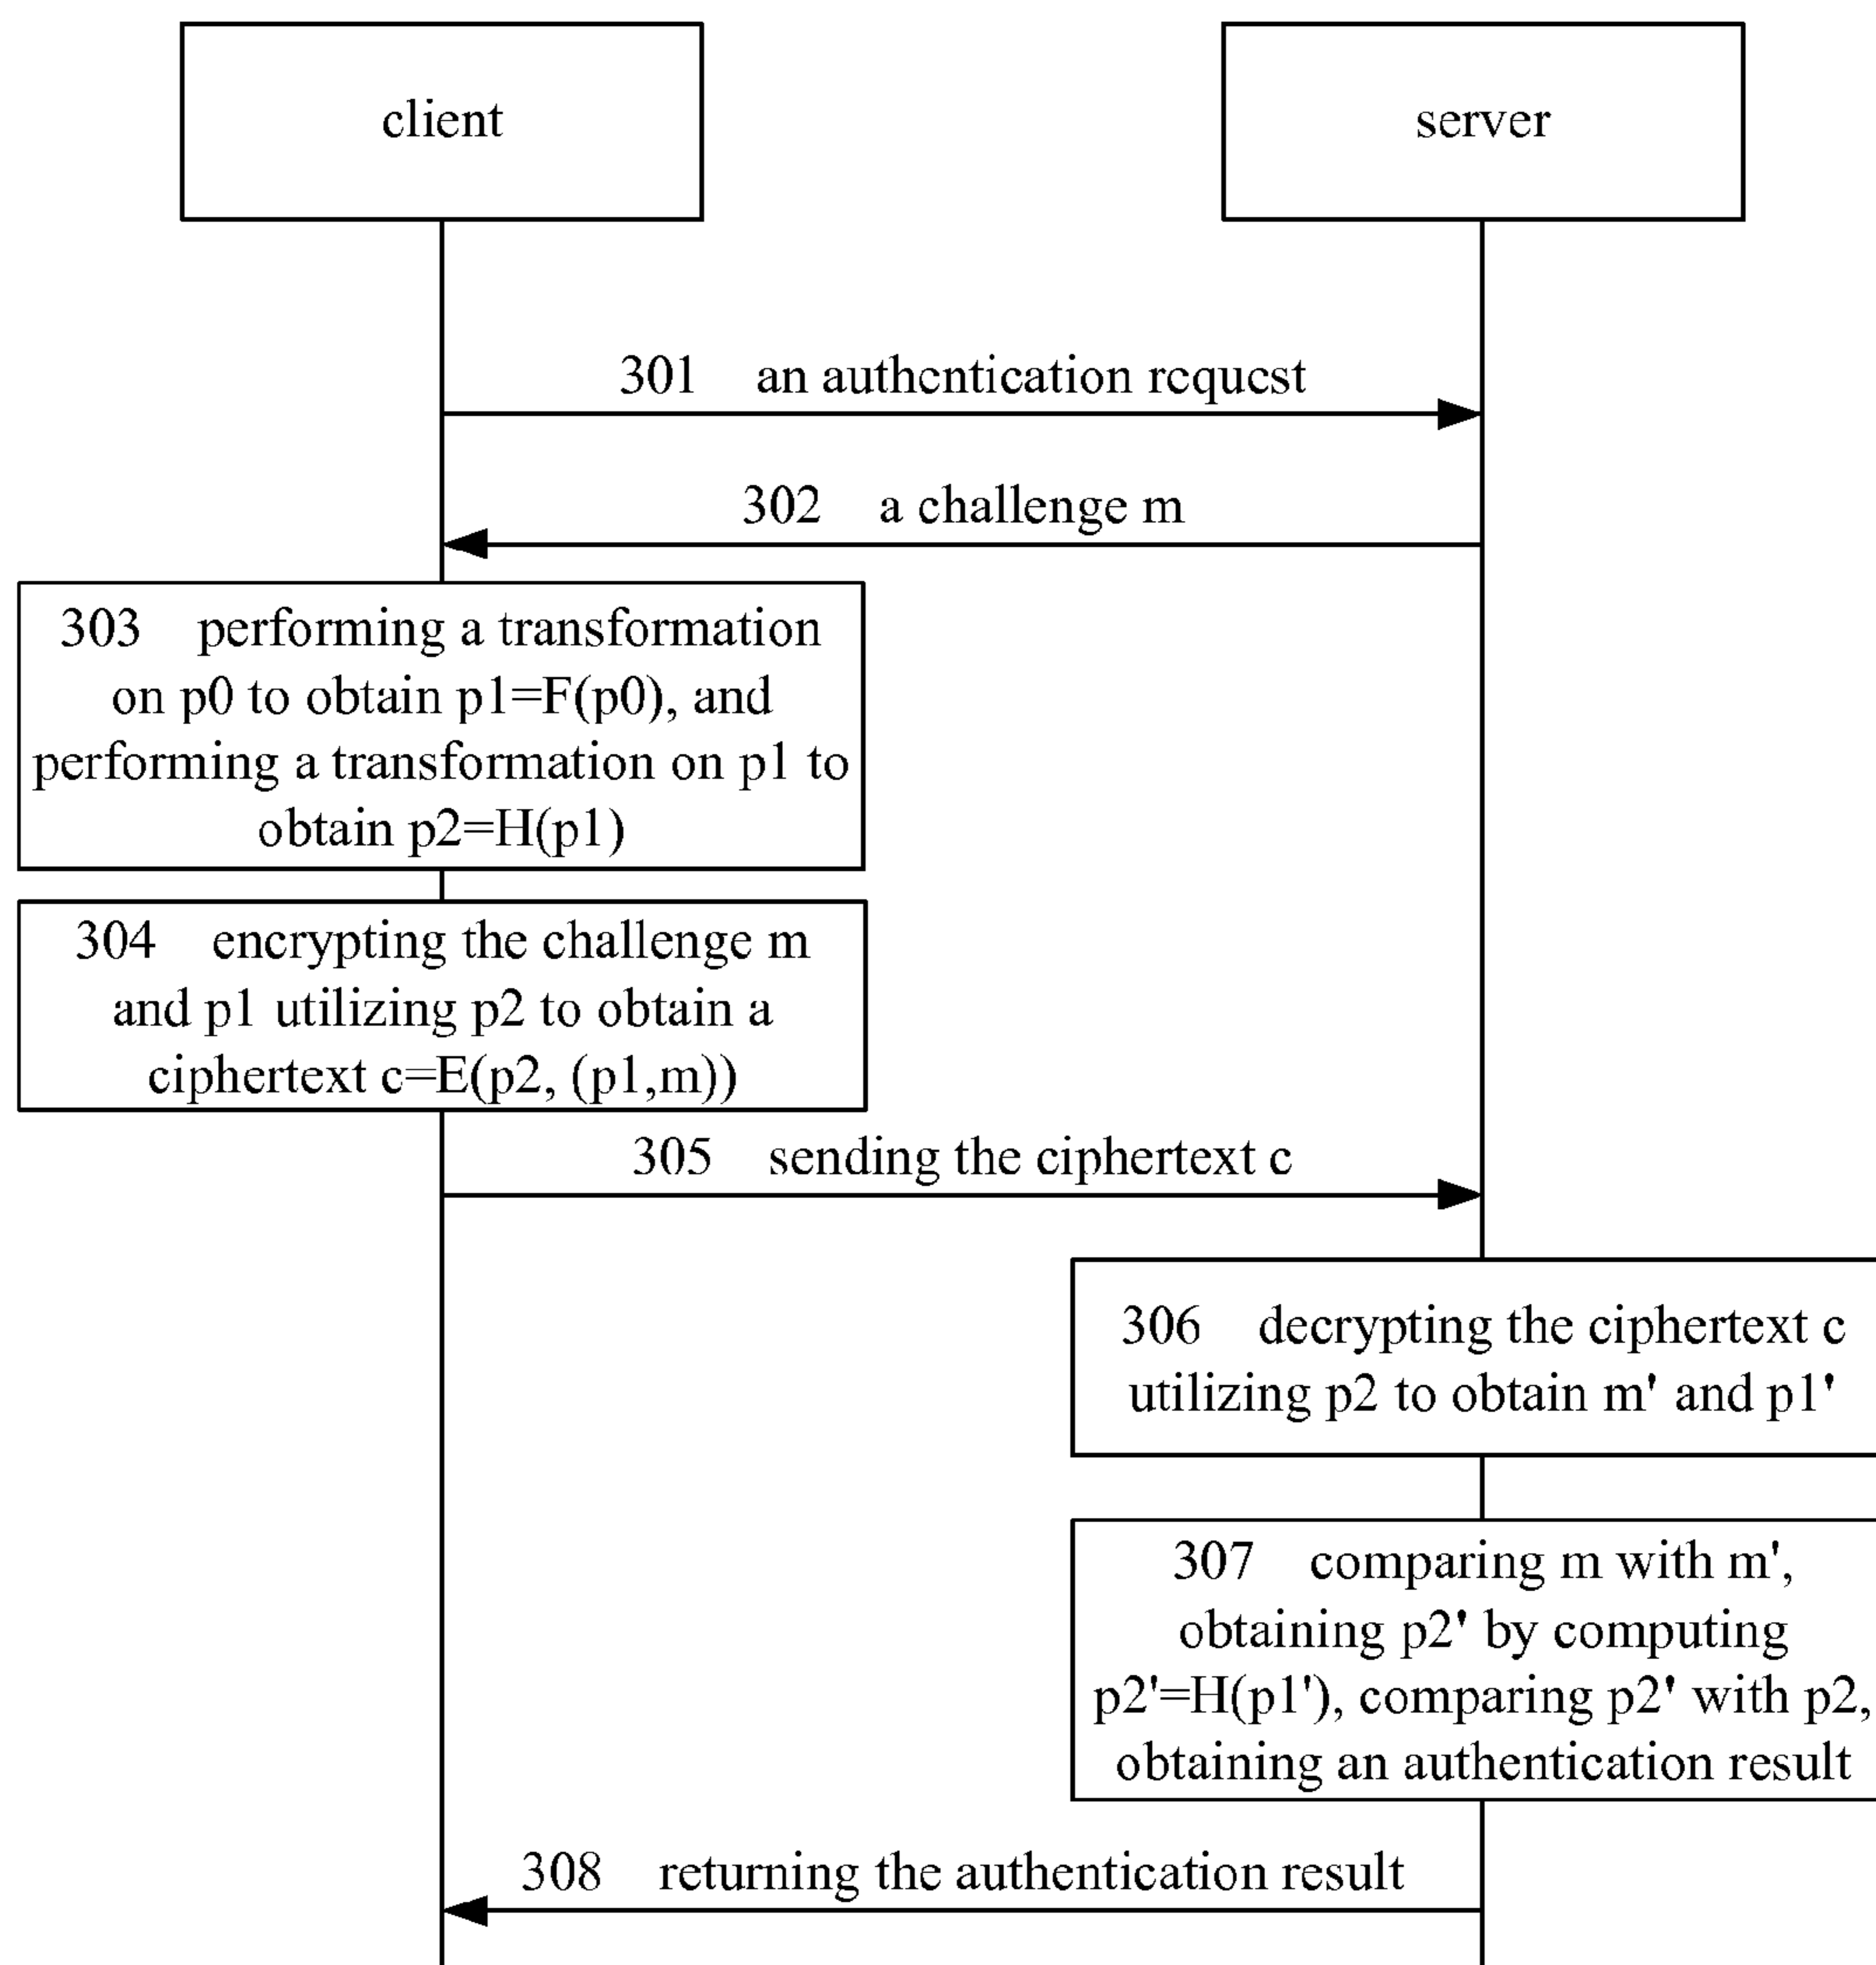 client
server
301 an authentication request
302 a challenge m
303 performing a transformation
on p0 to obtain p1=F(p0), and
performing a transformation on p1 to
obtain p2=H(p1)
304 encrypting the challenge m
and p1 utilizing p2 to obtain a
ciphertext c=E(p2, (p1,m))
305 sending the ciphertext c
306 decrypting the ciphertext c
utilizing p2 to obtain m' and p1'
307 comparing m with m',
obtaining p2' by computing
p2'=H(p1'), comparing p2' with p2,
obtaining an authentication result
308 returning the authentication result